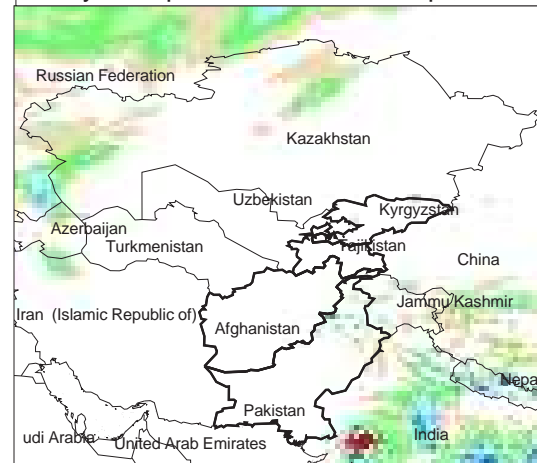 Russian Federation
Kazakhstan
Uzbekistan
Kyrgyzstan
Azerbaijan
Turkmenistan
Tajikistan
China
Jammu/Kashmir
Iran (Islamic Republic of)
Afghanistan
Nepa
Pakistan
udi Arabia
United Arab Emirates
India